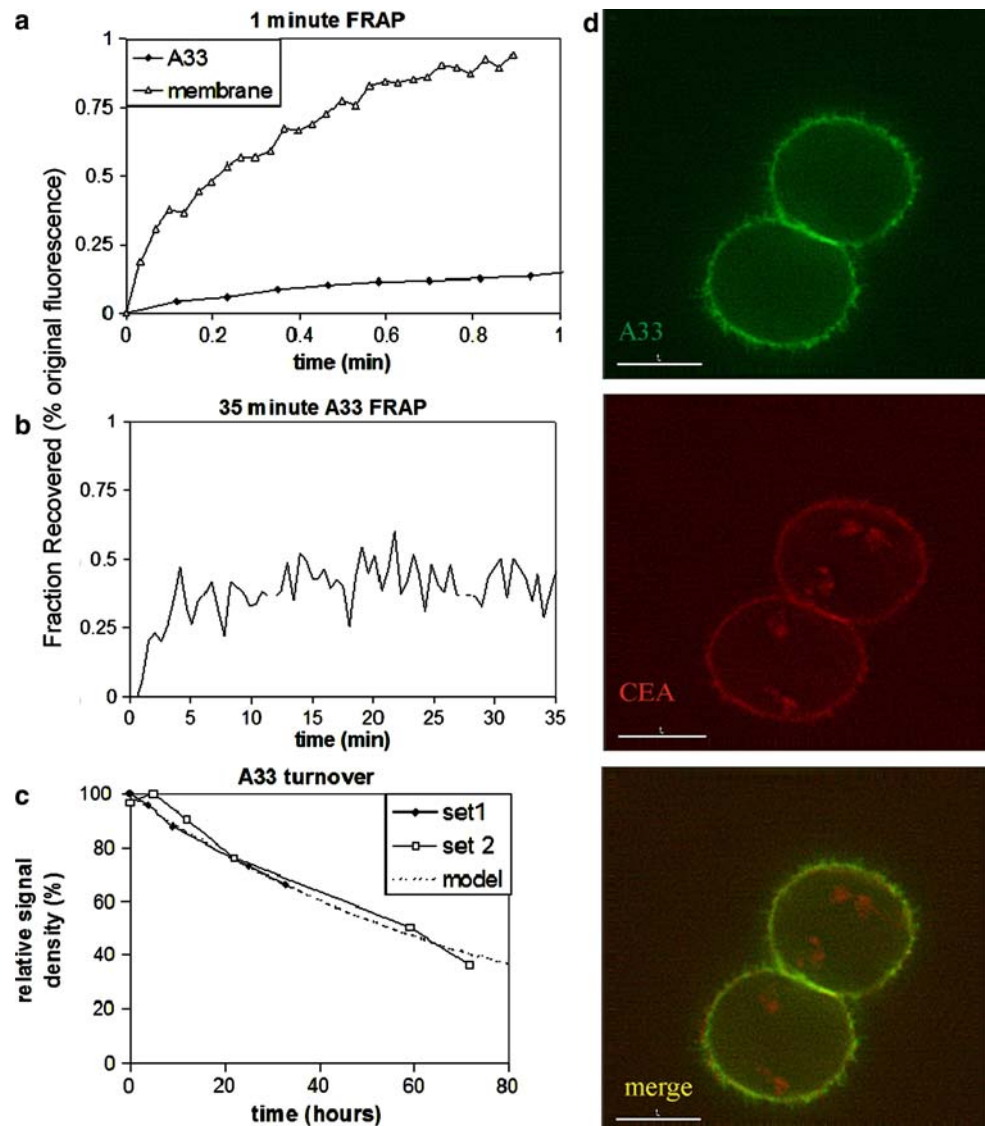 a
1 minute FRAP
A33
membrane
1
0.75
0.5
0.25
0
0 0.2 0.4 0.6 0.8 1
time (min)
Fraction Recovered (% original fluorescence)
b
35 minute A33 FRAP
1
0.75
0.5
0.25
0
0 5 10 15 20 25 30 35
time (min)
c
A33 turnover
set1
set 2
model
relative signal
density (%)
100
80
60
40
20
0
0 20 40 60 80
time (hours)
d
A33
CEA
merge